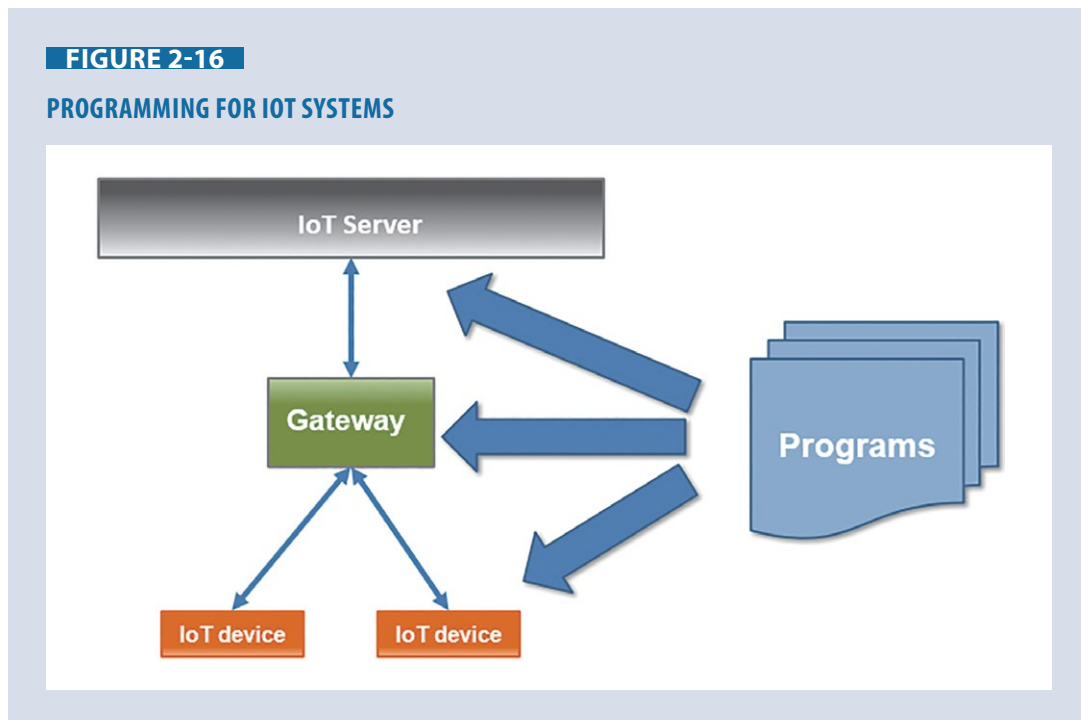 FIGURE 2-16
PROGRAMMING FOR IOT SYSTEMS
IoT Server
Gateway
Programs
IoT device
IoT device